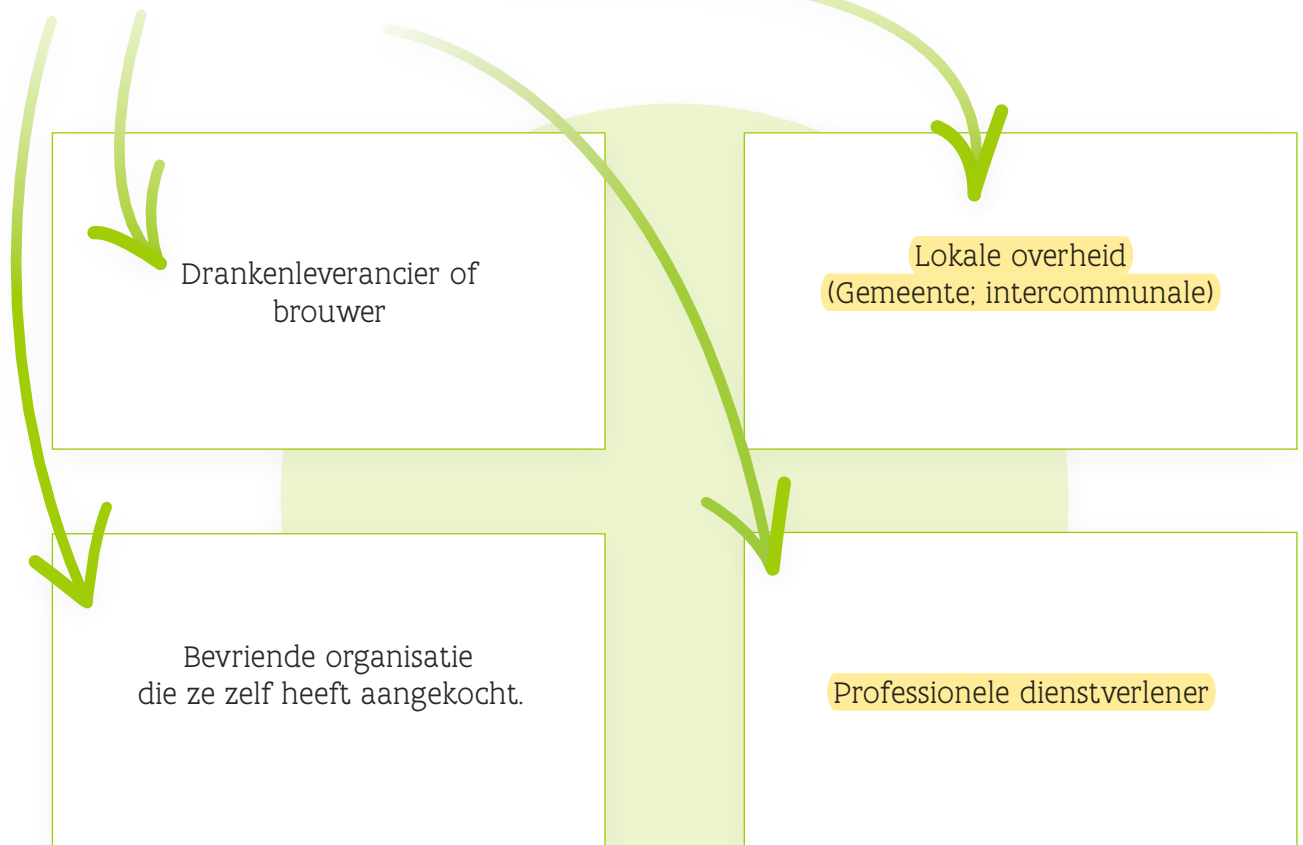 Drankenleverancier of
brouwer
Lokale overheid
(Gemeente; intercommunale)
Bevriende organisatie
die ze zelf heeft aangekocht.
Professionele dienstverlener